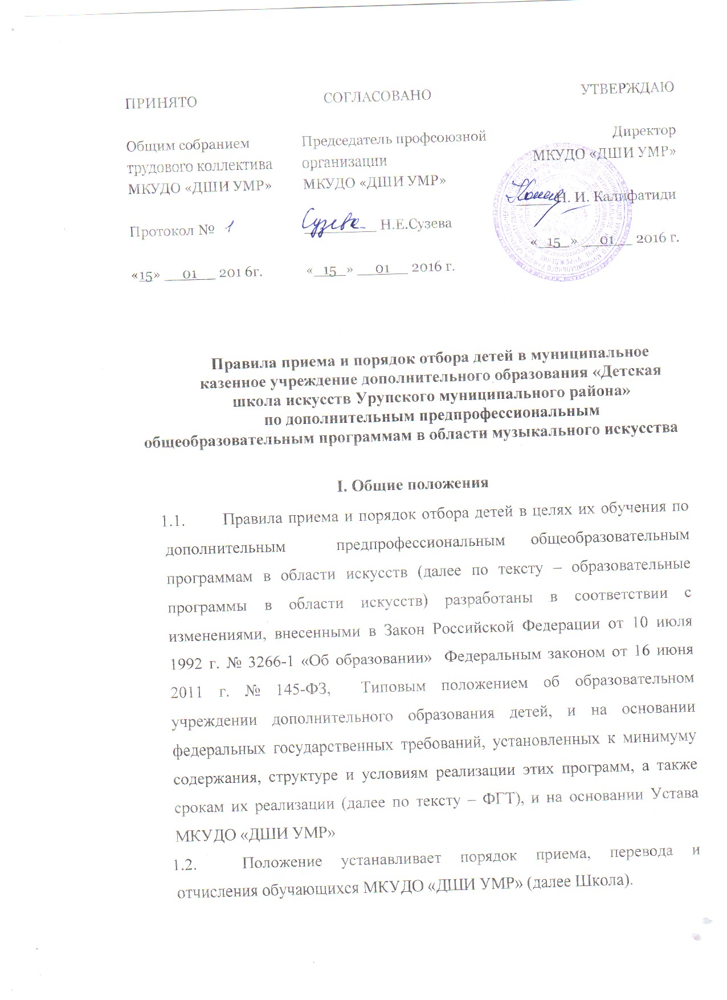 ПРИНЯТО
Общим собранием
трудового коллектива
МКУДО «ДШИ УМР»
Протокол № 1
«15» ______01______ 201 6г.
СОГЛАСОВАНО
Председатель профсоюзной
организации
МКУДО «ДШИ УМР»
Сузева
__________ Н.Е.Сузева
«__15__» ____01____ 2016 г.
УТВЕРЖДАЮ
Директор
МКУДО «ДШИ УМР»
______Н. И. Калифатиди
«__15__» ____01____ 2016 г.
Правила приема и порядок отбора детей в муниципальное
казенное учреждение дополнительного образования «Детская
школа искусств Урупского муниципального района»
по дополнительным предпрофессиональным
общеобразовательным программам в области музыкального искусства
I. Общие положения
1.1. Правила приема и порядок отбора детей в целях их обучения по
дополнительным предпрофессиональным общеобразовательным
программам в области искусств (далее по тексту – образовательные
программы в области искусств) разработаны в соответствии с
изменениями, внесенными в Закон Российской Федерации от 10 июля
1992 г. № 3266-1 «Об образовании» Федеральным законом от 16 июня
2011 г. № 145-ФЗ, Типовым положением об образовательном
учреждении дополнительного образования детей, и на основании
федеральных государственных требований, установленных к минимуму
содержания, структуре и условиям реализации этих программ, а также
срокам их реализации (далее по тексту – ФГТ), и на основании Устава
МКУДО «ДШИ УМР»
1.2. Положение устанавливает порядок приема, перевода и
отчисления обучающихся МКУДО «ДШИ УМР» (далее Школа).